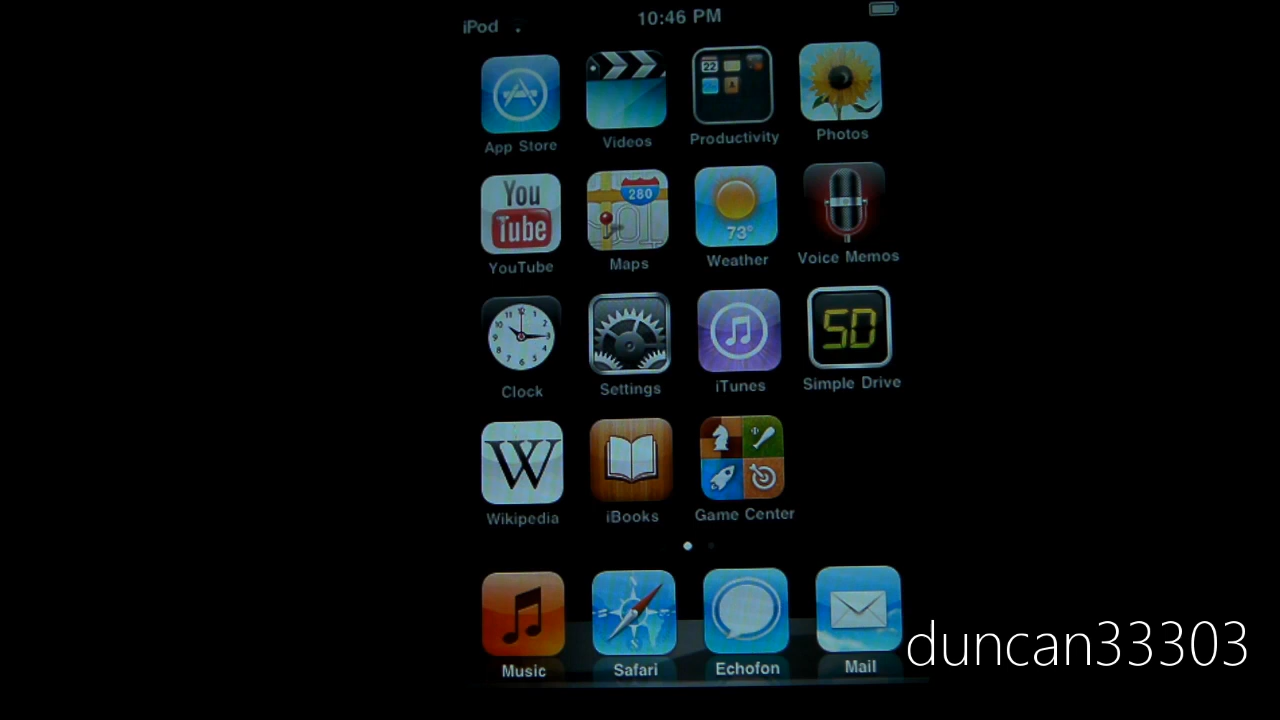 iPod 10:46 PM
App Store Videos Productivity Photos
YouTube Maps Weather Voice Memos
Clock Settings iTunes Simple Drive
Wikipedia iBooks Game Center
Music Safari Echofon Mail
22
You
Tube
280
73°
SD
W
duncan33303